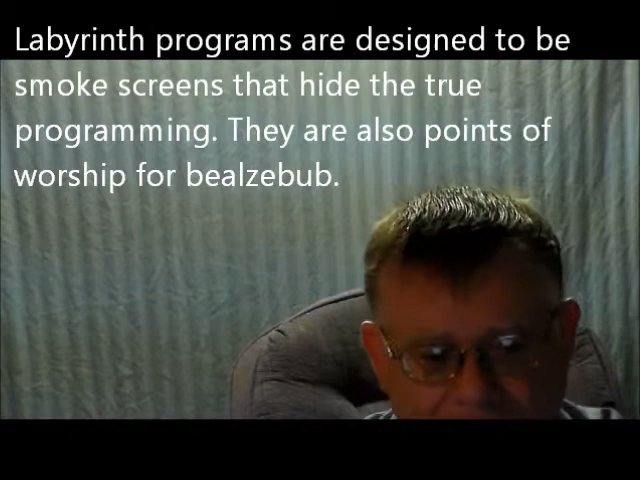 Labyrinth programs are designed to be
smoke screens that hide the true
programming. They are also points of
worship for bealzebub.